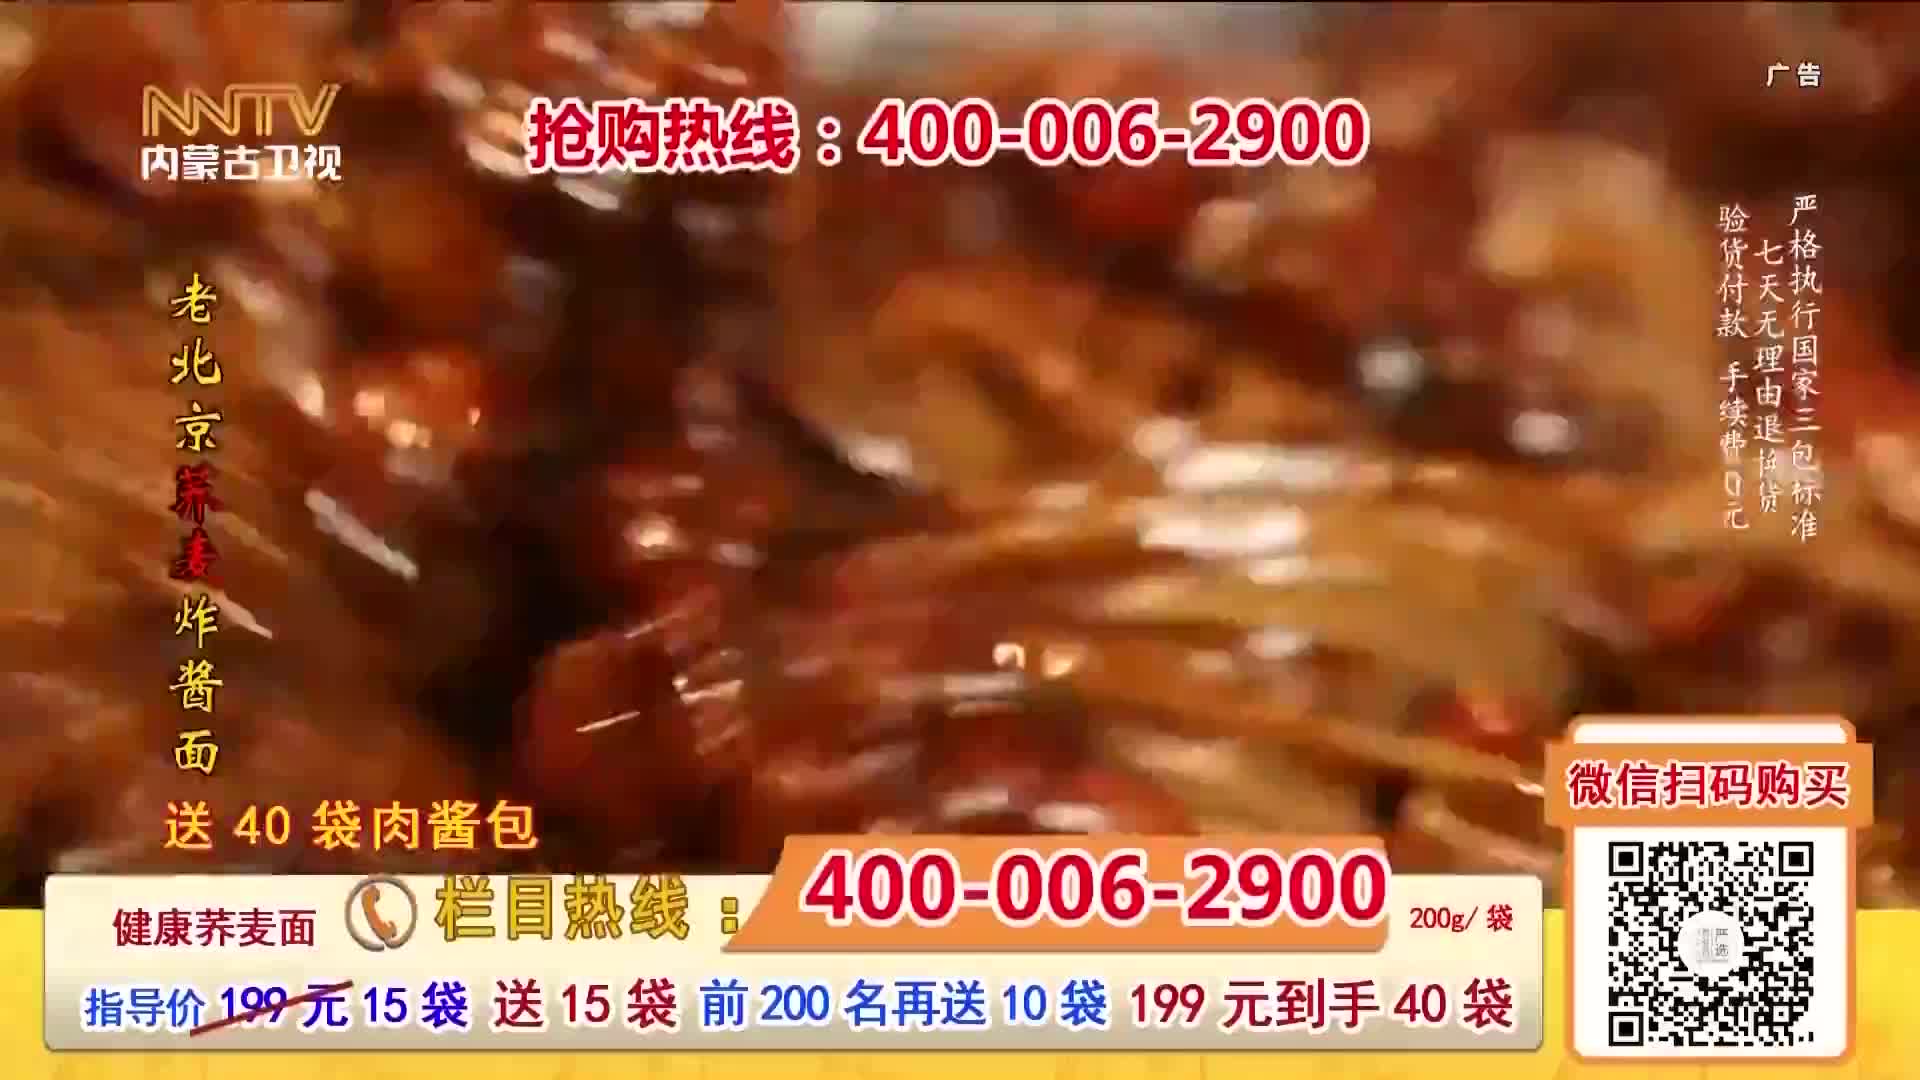 NNTV
内蒙古卫视
抢购热线：400-006-2900
广告
严格执行国家三包标准
七天无理由退换货
验货付款 手续费0元
老北京荞麦炸酱面
送 40 袋肉酱包
微信扫码购买
严选
健康荞麦面
栏目热线：
400-006-2900
200g/ 袋
指导价 199 元 15 袋 送 15 袋 前 200 名再送 10 袋 199 元到手 40 袋